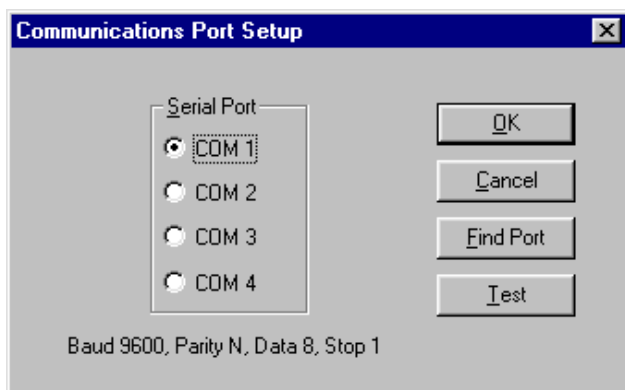 Communications Port Setup
Serial Port
COM 1
COM 2
COM 3
COM 4
OK
Cancel
Find Port
Test
Baud 9600, Parity N, Data 8, Stop 1